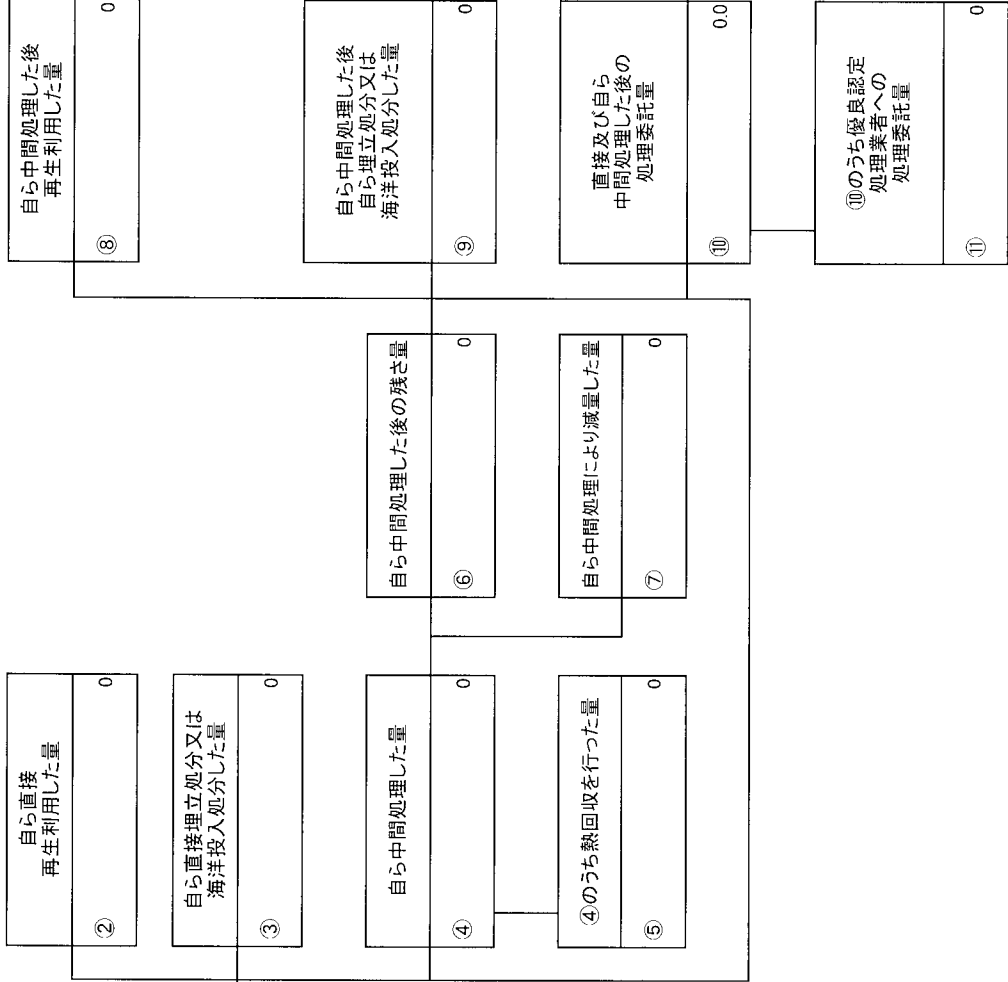 自ら直接
再生利用した量
② 0
自ら直接埋立処分又は
海洋投入処分した量
③ 0
自ら中間処理した量
④ 0
④のうち熱回収を行った量
⑤ 0
自ら中間処理した後の残さ量
⑥ 0
自ら中間処理により減量した量
⑦ 0
自ら中間処理した後
再生利用した量
⑧ 0
自ら中間処理した後
自ら埋立処分又は
海洋投入処分した量
⑨ 0
直接及び自ら
中間処理した後の
処理委託量
⑩ 0.0
⑩のうち優良認定
処理業者への
処理委託量
⑪ 0